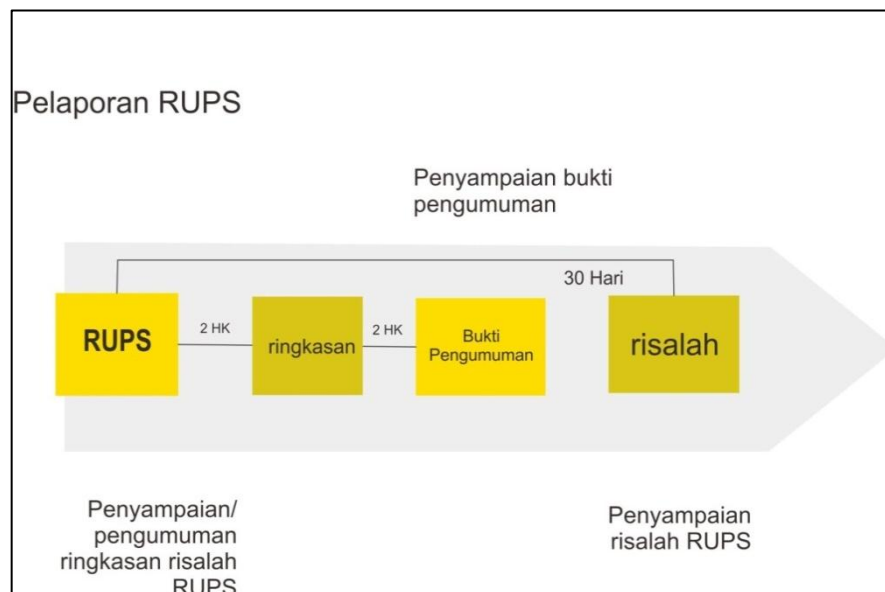 Pelaporan RUPS
Penyampaian bukti
pengumuman
30 Hari
RUPS
2 HK
ringkasan
2 HK
Bukti
Pengumuman
risalah
Penyampaian/
pengumuman
ringkasan risalah
RUPS
Penyampaian
risalah RUPS